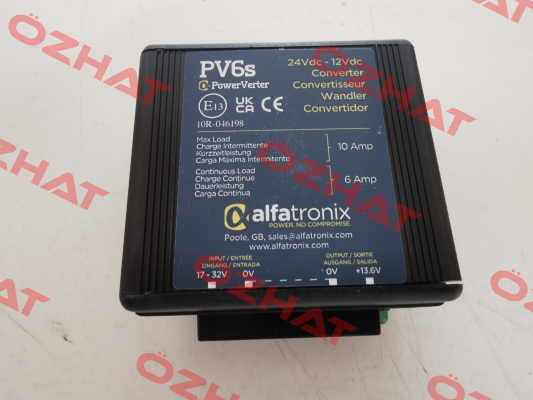 PV6s
PowerVerter
E13
UK
CA
CE
10R-046198
24Vdc - 12Vdc
Converter
Convertisseur
Wandler
Convertidor
Max Load
Charge Intermittente
Kurzzeitleistung
Carga Maxima Intermitente
10 Amp
Continuous Load
Charge Continue
Dauerleistung
Carga Continua
6 Amp
alfatronix
POWER. NO COMPROMISE.
Poole, GB, sales@alfatronix.com
www.alfatronix.com
INPUT / ENTRÉE
EINGANG / ENTRADA
OUTPUT / SORTIE
AUSGANG / SALIDA
17 - 32V
0V
0V
+13.6V
ÖZHAT
ÖZHAT
ÖZHAT
ÖZHAT
ÖZHAT
ÖZHAT
ÖZHAT